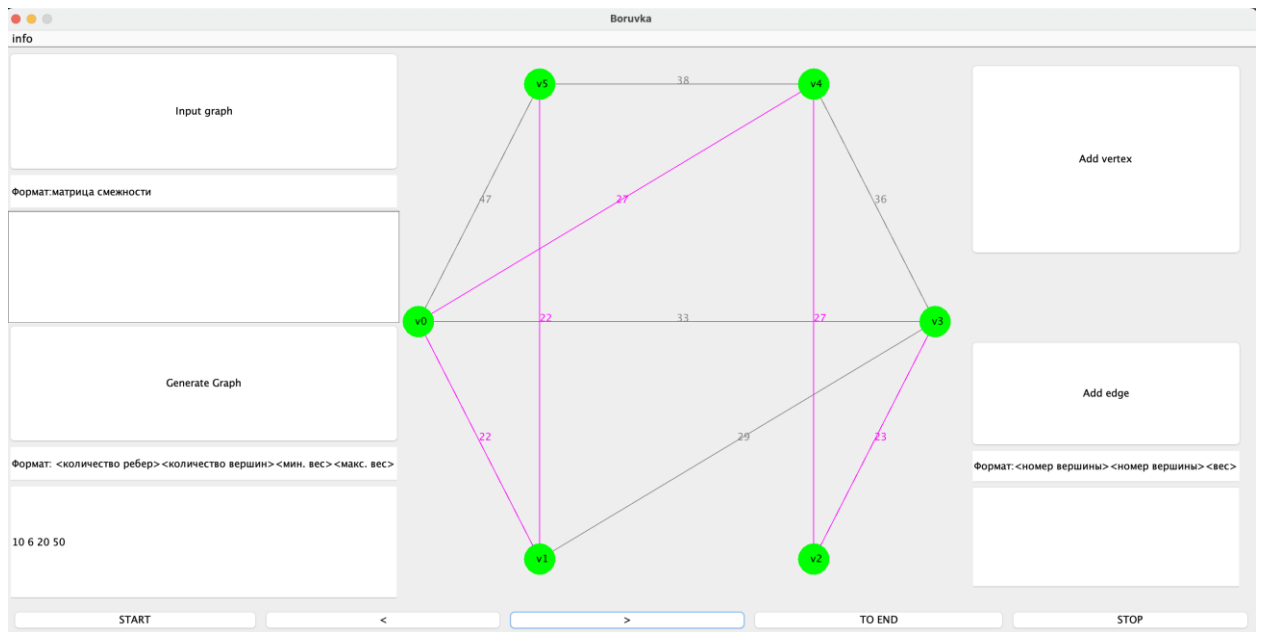 Boruvka
info
Input graph
Формат:матрица смежности
Generate Graph
Формат: <количество ребер><количество вершин><мин. вес><макс. вес>
10 6 20 50
v5
38
v4
47
27
36
v0
22
33
27
v3
22
29
23
v1
v2
Add vertex
Add edge
Формат:<номер вершины><номер вершины><вес>
START
<
>
TO END
STOP